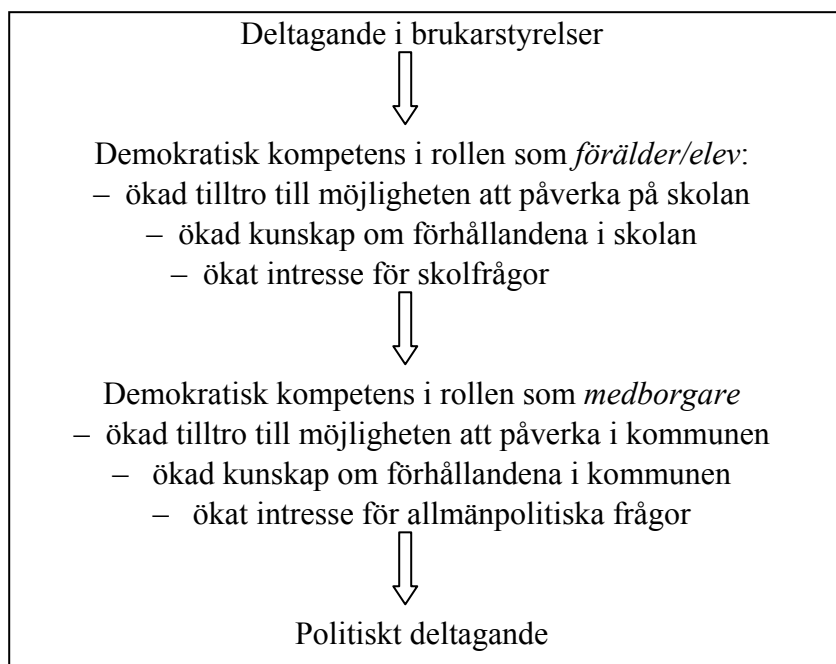 Deltagande i brukarstyrelser
Demokratisk kompetens i rollen som förälder/elev:
– ökad tilltro till möjligheten att påverka på skolan
– ökad kunskap om förhållandena i skolan
– ökat intresse för skolfrågor
Demokratisk kompetens i rollen som medborgare
– ökad tilltro till möjligheten att påverka i kommunen
– ökad kunskap om förhållandena i kommunen
– ökat intresse för allmänpolitiska frågor
Politiskt deltagande